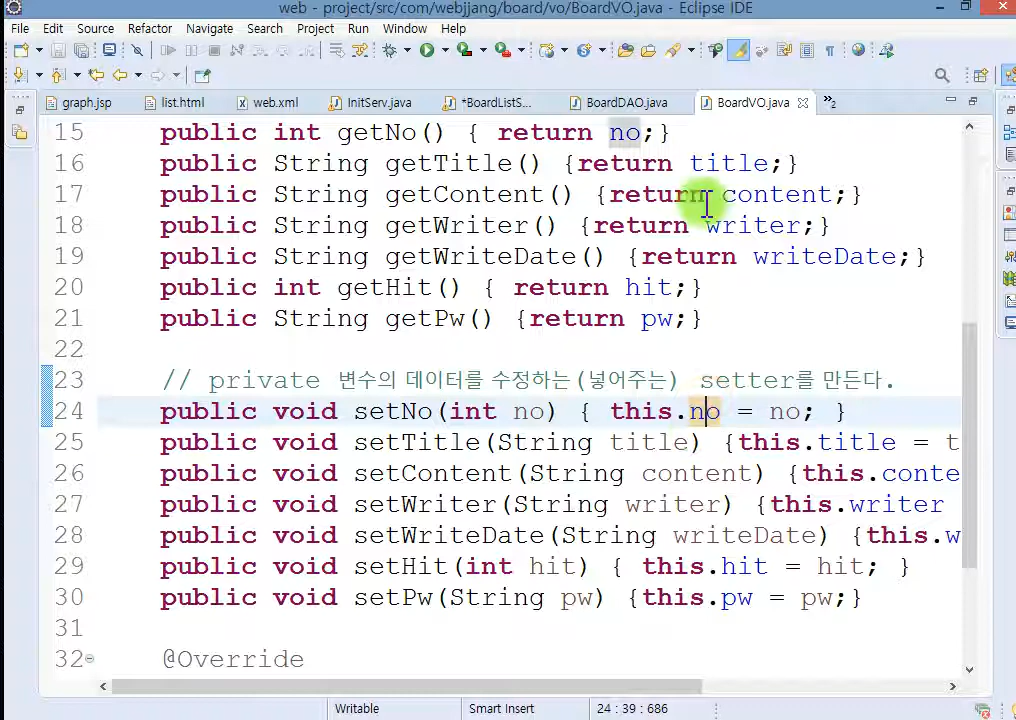 web - project/src/com/webjjang/board/vo/BoardVO.java - Eclipse IDE
File Edit Source Refactor Navigate Search Project Run Window Help
graph.jsp list.html web.xml InitServ.java *BoardListS... BoardDAO.java BoardVO.java »2
15 public int getNo() { return no;}
16 public String getTitle() {return title;}
17 public String getContent() {return content;}
18 public String getWriter() {return writer;}
19 public String getWriteDate() {return writeDate;}
20 public int getHit() { return hit;}
21 public String getPw() {return pw;}
22
23 // private 변수의 데이터를 수정하는(넣어주는) setter를 만든다.
24 public void setNo(int no) { this.no = no; }
25 public void setTitle(String title) {this.title = t
26 public void setContent(String content) {this.conte
27 public void setWriter(String writer) {this.writer
28 public void setWriteDate(String writeDate) {this.w
29 public void setHit(int hit) { this.hit = hit; }
30 public void setPw(String pw) {this.pw = pw;}
31
32 @Override
Writable Smart Insert 24 : 39 : 686